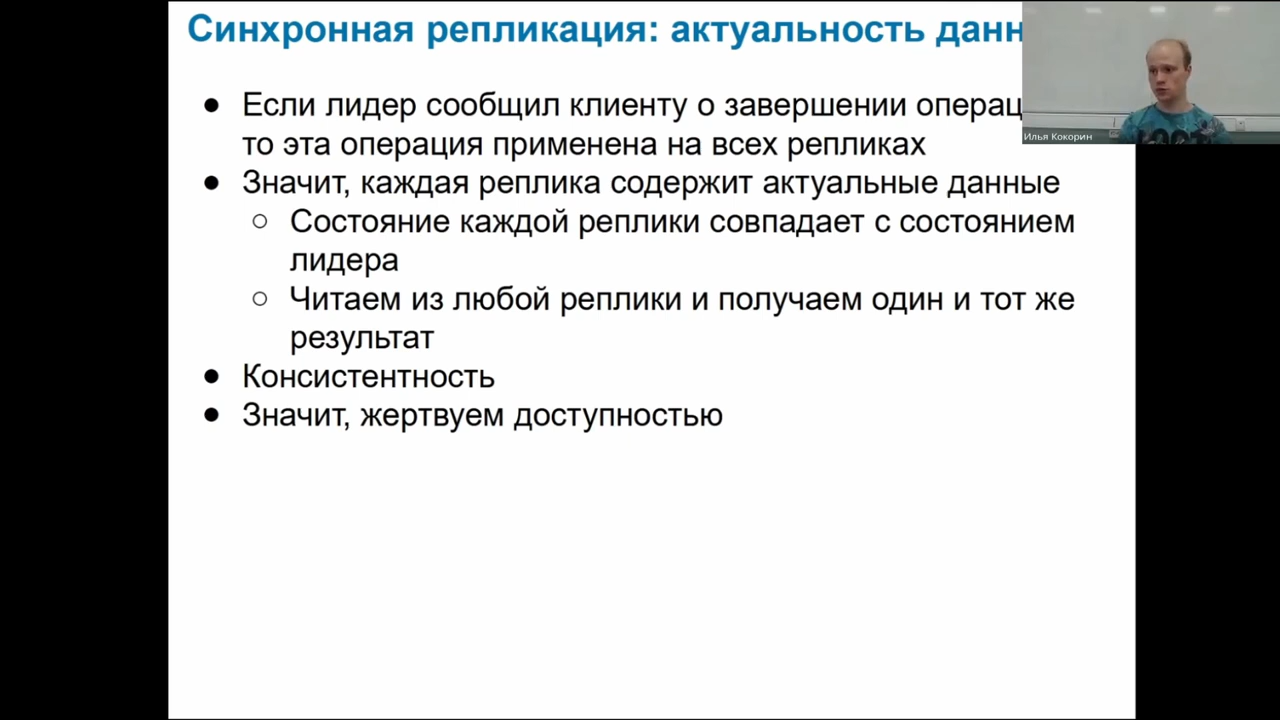 Синхронная репликация: актуальность данн
● Если лидер сообщил клиенту о завершении операц
то эта операция применена на всех репликах
● Значит, каждая реплика содержит актуальные данные
○ Состояние каждой реплики совпадает с состоянием
лидера
○ Читаем из любой реплики и получаем один и тот же
результат
● Консистентность
● Значит, жертвуем доступностью
Илья Кокорин